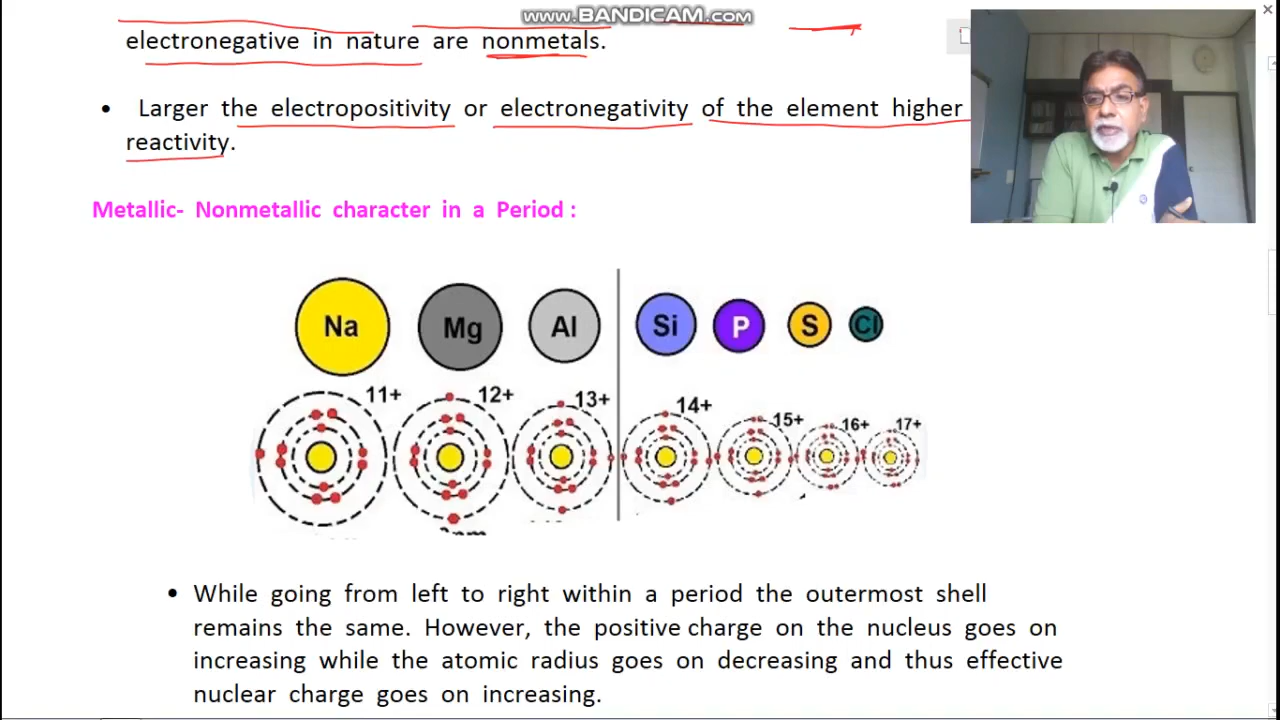 www.BANDICAM.com
electronegative in nature are nonmetals.
• Larger the electropositivity or electronegativity of the element higher
reactivity.
Metallic- Nonmetallic character in a Period :
Na Mg Al Si P S Cl
11+ 12+ 13+ 14+ 15+ 16+ 17+
• While going from left to right within a period the outermost shell
remains the same. However, the positive charge on the nucleus goes on
increasing while the atomic radius goes on decreasing and thus effective
nuclear charge goes on increasing.